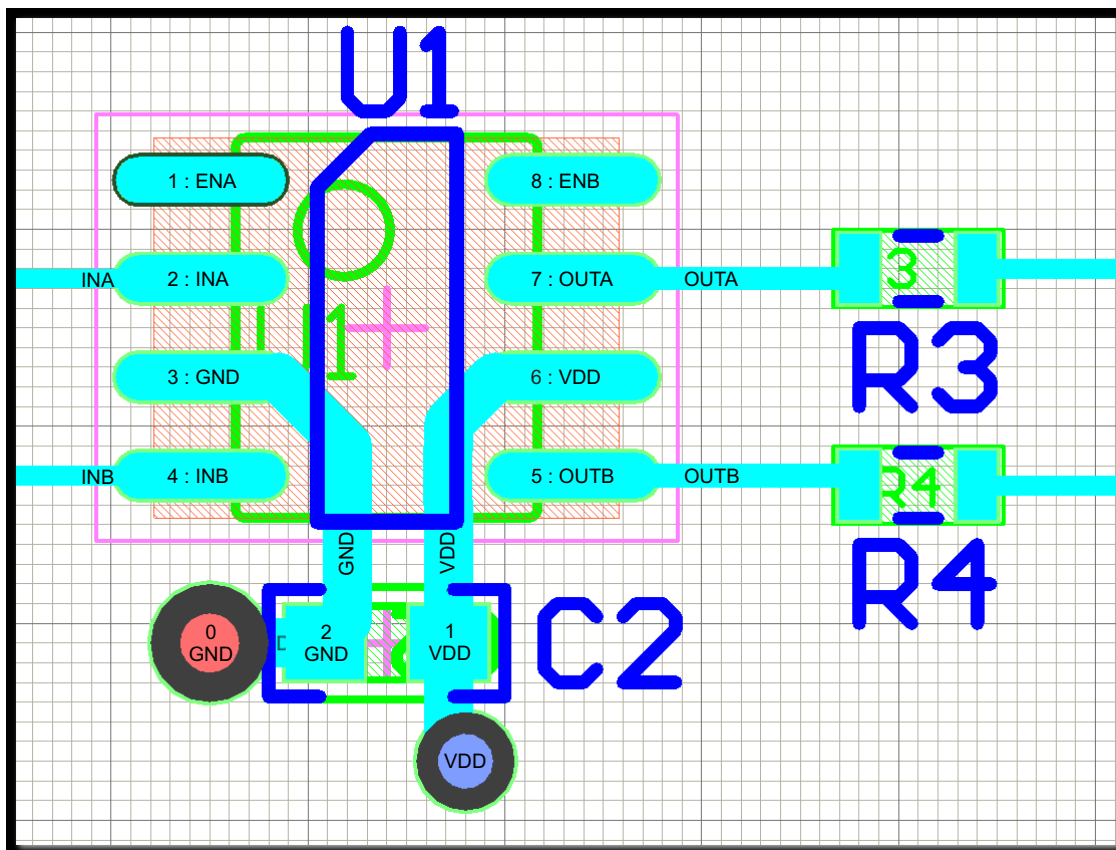 U1
1 : ENA
8 : ENB
INA
2 : INA
7 : OUTA
OUTA
3
U1
3 : GND
6 : VDD
R3
INB
4 : INB
5 : OUTB
OUTB
R4
R4
GND
VDD
0
GND
2
GND
1
VDD
C2
VDD